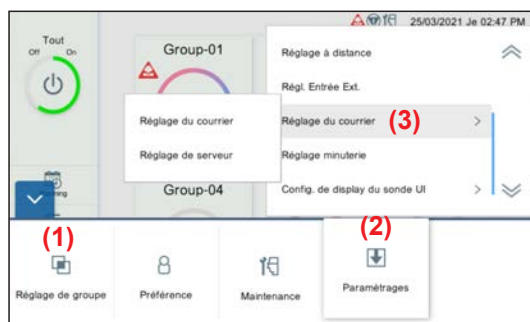 25/03/2021 Je 02:47 PM
Tout
Off On
Group-01
Réglage à distance
Régl. Entrée Ext.
Réglage du courrier
Réglage du courrier (3) >
Réglage de serveur
Réglage minuterie
Group-04
Config. de display du sonde UI >
(1)
(2)
Réglage de groupe
Préférence
Maintenance
Paramétrages